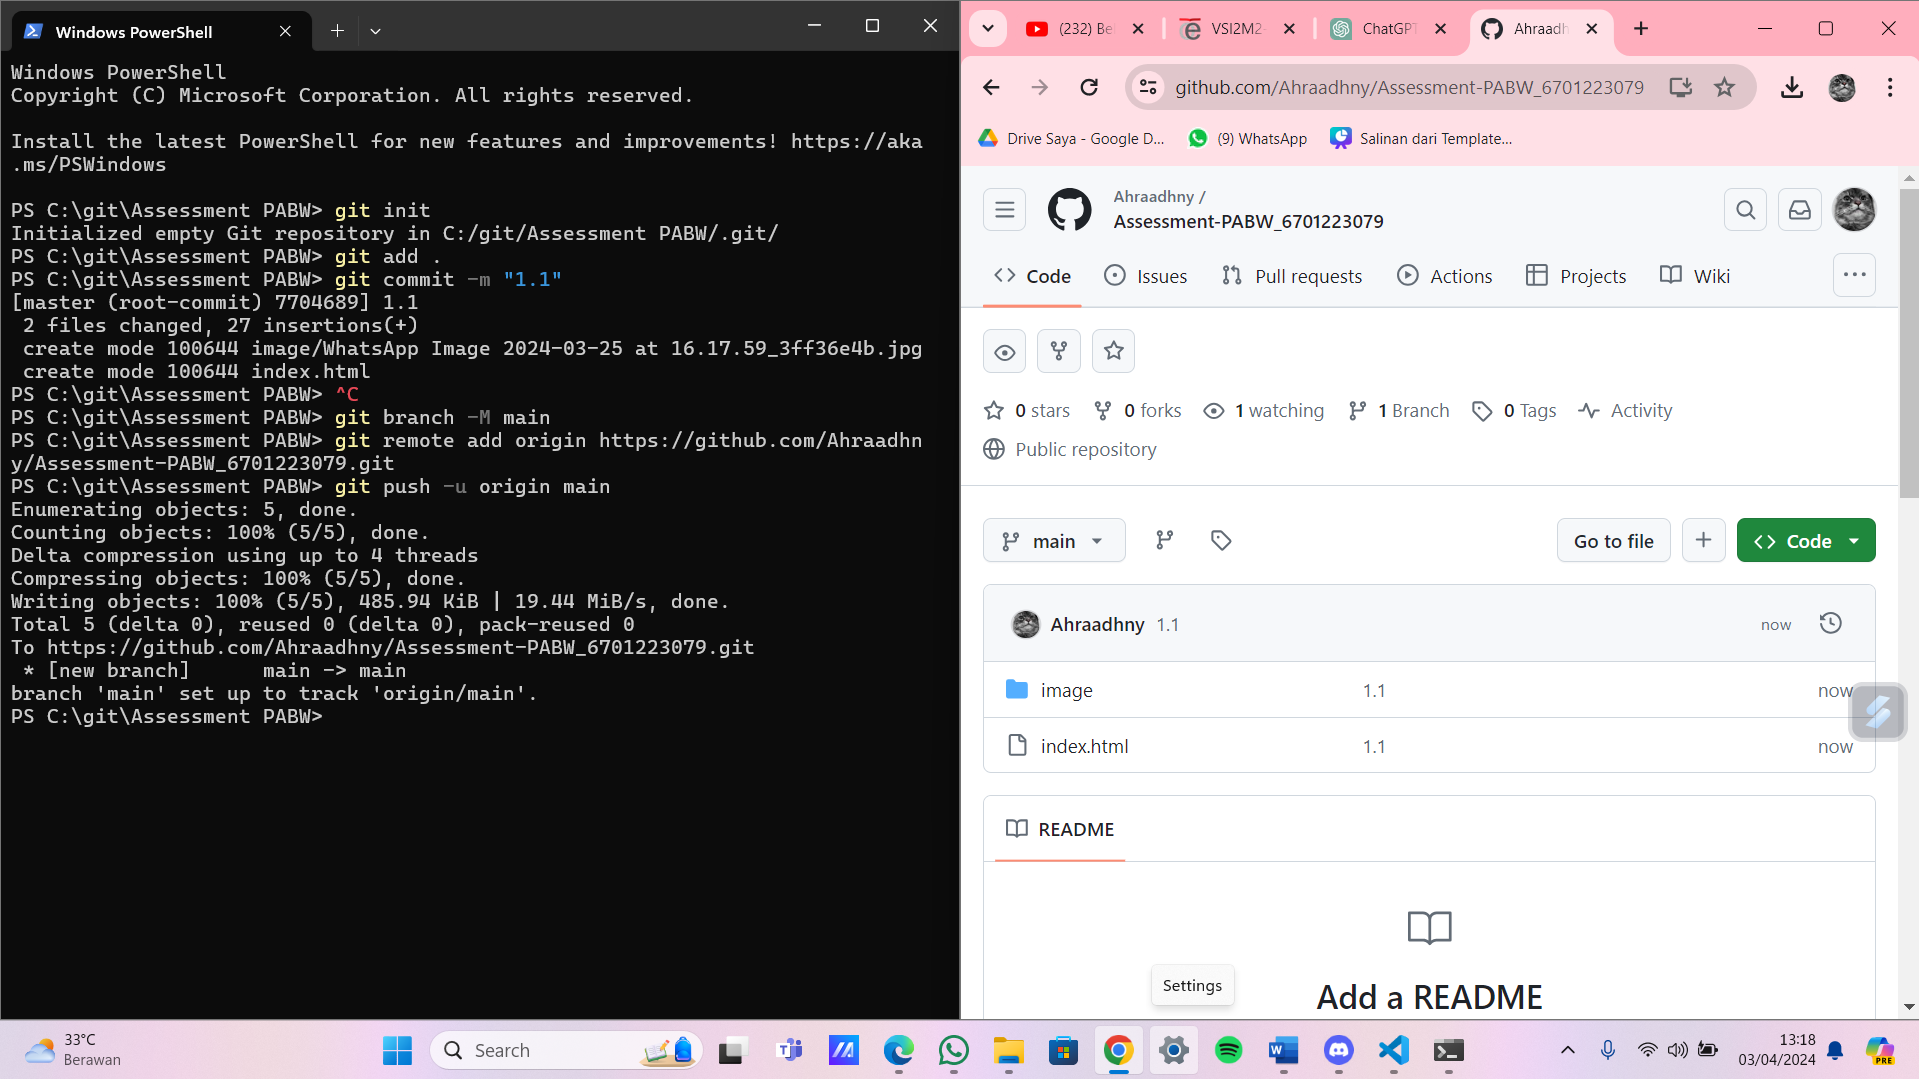 Windows PowerShell
Windows PowerShell
Copyright (C) Microsoft Corporation. All rights reserved.
Install the latest PowerShell for new features and improvements! https://aka
.ms/PSWindows
PS C:\git\Assessment PABW> git init
Initialized empty Git repository in C:/git/Assessment PABW/.git/
PS C:\git\Assessment PABW> git add .
PS C:\git\Assessment PABW> git commit -m "1.1"
[master (root-commit) 7704689] 1.1
 2 files changed, 27 insertions(+)
 create mode 100644 image/WhatsApp Image 2024-03-25 at 16.17.59_3ff36e4b.jpg
 create mode 100644 index.html
PS C:\git\Assessment PABW> ^C
PS C:\git\Assessment PABW> git branch -M main
PS C:\git\Assessment PABW> git remote add origin https://github.com/Ahraadhn
y/Assessment-PABW_6701223079.git
PS C:\git\Assessment PABW> git push -u origin main
Enumerating objects: 5, done.
Counting objects: 100% (5/5), done.
Delta compression using up to 4 threads
Compressing objects: 100% (5/5), done.
Writing objects: 100% (5/5), 485.94 KiB | 19.44 MiB/s, done.
Total 5 (delta 0), reused 0 (delta 0), pack-reused 0
To https://github.com/Ahraadhny/Assessment-PABW_6701223079.git
 * [new branch]      main -> main
branch 'main' set up to track 'origin/main'.
PS C:\git\Assessment PABW>
(232) Be
VSI2M2-
ChatGPT
Ahraadh
github.com/Ahraadhny/Assessment-PABW_6701223079
Drive Saya - Google D...
(9) WhatsApp
Salinan dari Template...
Ahraadhny /
Assessment-PABW_6701223079
Code
Issues
Pull requests
Actions
Projects
Wiki
0 stars
0 forks
1 watching
1 Branch
0 Tags
Activity
Public repository
main
Go to file
Code
Ahraadhny 1.1 now
image 1.1 now
index.html 1.1 now
README
Add a README
Settings
33°C
Berawan
Search
PRE
13:18
03/04/2024